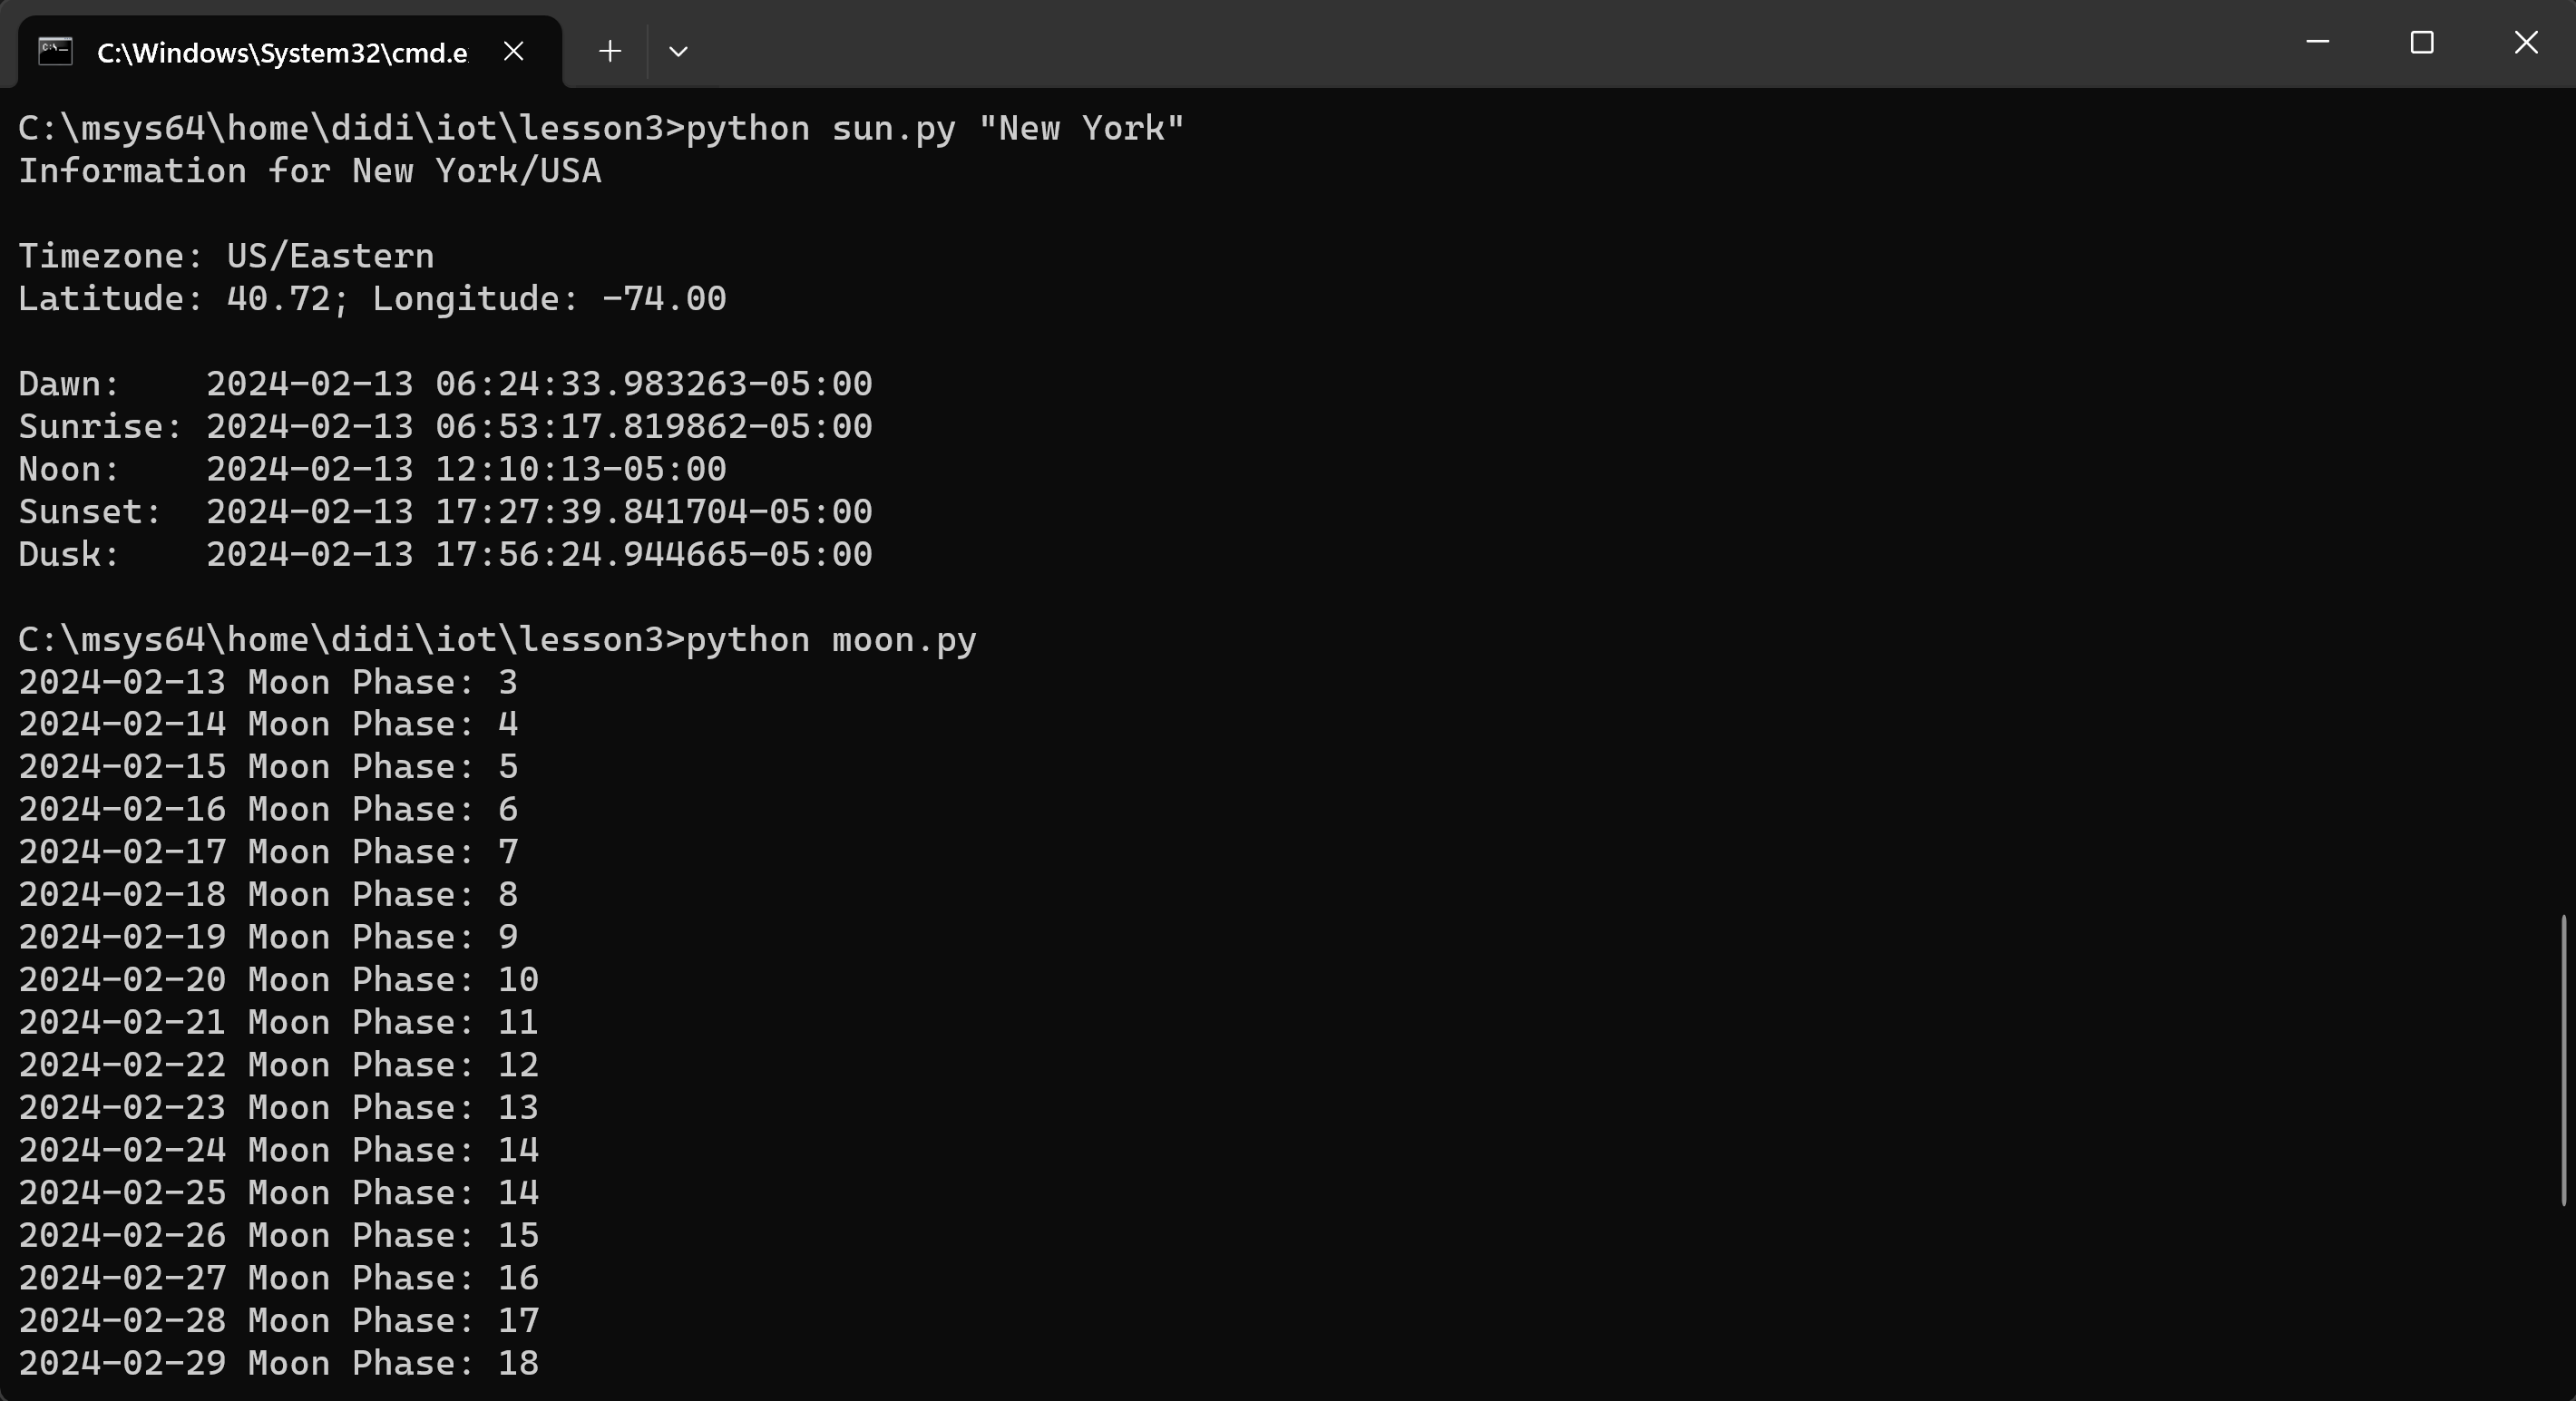 C:\Windows\System32\cmd.e
C:\msys64\home\didi\iot\lesson3>python sun.py "New York"
Information for New York/USA
Timezone: US/Eastern
Latitude: 40.72; Longitude: -74.00
Dawn:    2024-02-13 06:24:33.983263-05:00
Sunrise: 2024-02-13 06:53:17.819862-05:00
Noon:    2024-02-13 12:10:13-05:00
Sunset:  2024-02-13 17:27:39.841704-05:00
Dusk:    2024-02-13 17:56:24.944665-05:00
C:\msys64\home\didi\iot\lesson3>python moon.py
2024-02-13 Moon Phase: 3
2024-02-14 Moon Phase: 4
2024-02-15 Moon Phase: 5
2024-02-16 Moon Phase: 6
2024-02-17 Moon Phase: 7
2024-02-18 Moon Phase: 8
2024-02-19 Moon Phase: 9
2024-02-20 Moon Phase: 10
2024-02-21 Moon Phase: 11
2024-02-22 Moon Phase: 12
2024-02-23 Moon Phase: 13
2024-02-24 Moon Phase: 14
2024-02-25 Moon Phase: 14
2024-02-26 Moon Phase: 15
2024-02-27 Moon Phase: 16
2024-02-28 Moon Phase: 17
2024-02-29 Moon Phase: 18